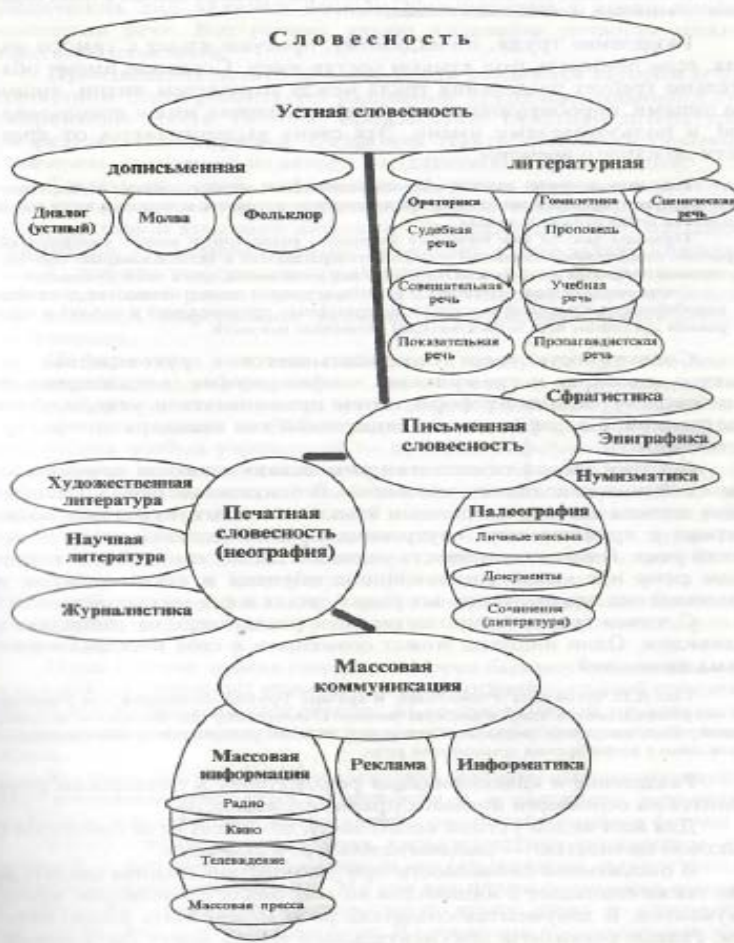 Словесность
Устная словесность
дописьменная
литературная
Диалог
(устный)
Молва
Фольклор
Ораторика
Судебная
речь
Совещательная
речь
Показательная
речь
Гомилетика
Проповедь
Учебная
речь
Пропагандистская
речь
Сценическая
речь
Письменная
словесность
Сфрагистика
Эпиграфика
Нумизматика
Палеография
Личные письма
Документы
Сочинения
(литература)
Печатная
словесность
(неография)
Художественная
литература
Научная
литература
Журналистика
Массовая
коммуникация
Массовая
информация
Радио
Кино
Телевидение
Массовая пресса
Реклама
Информатика